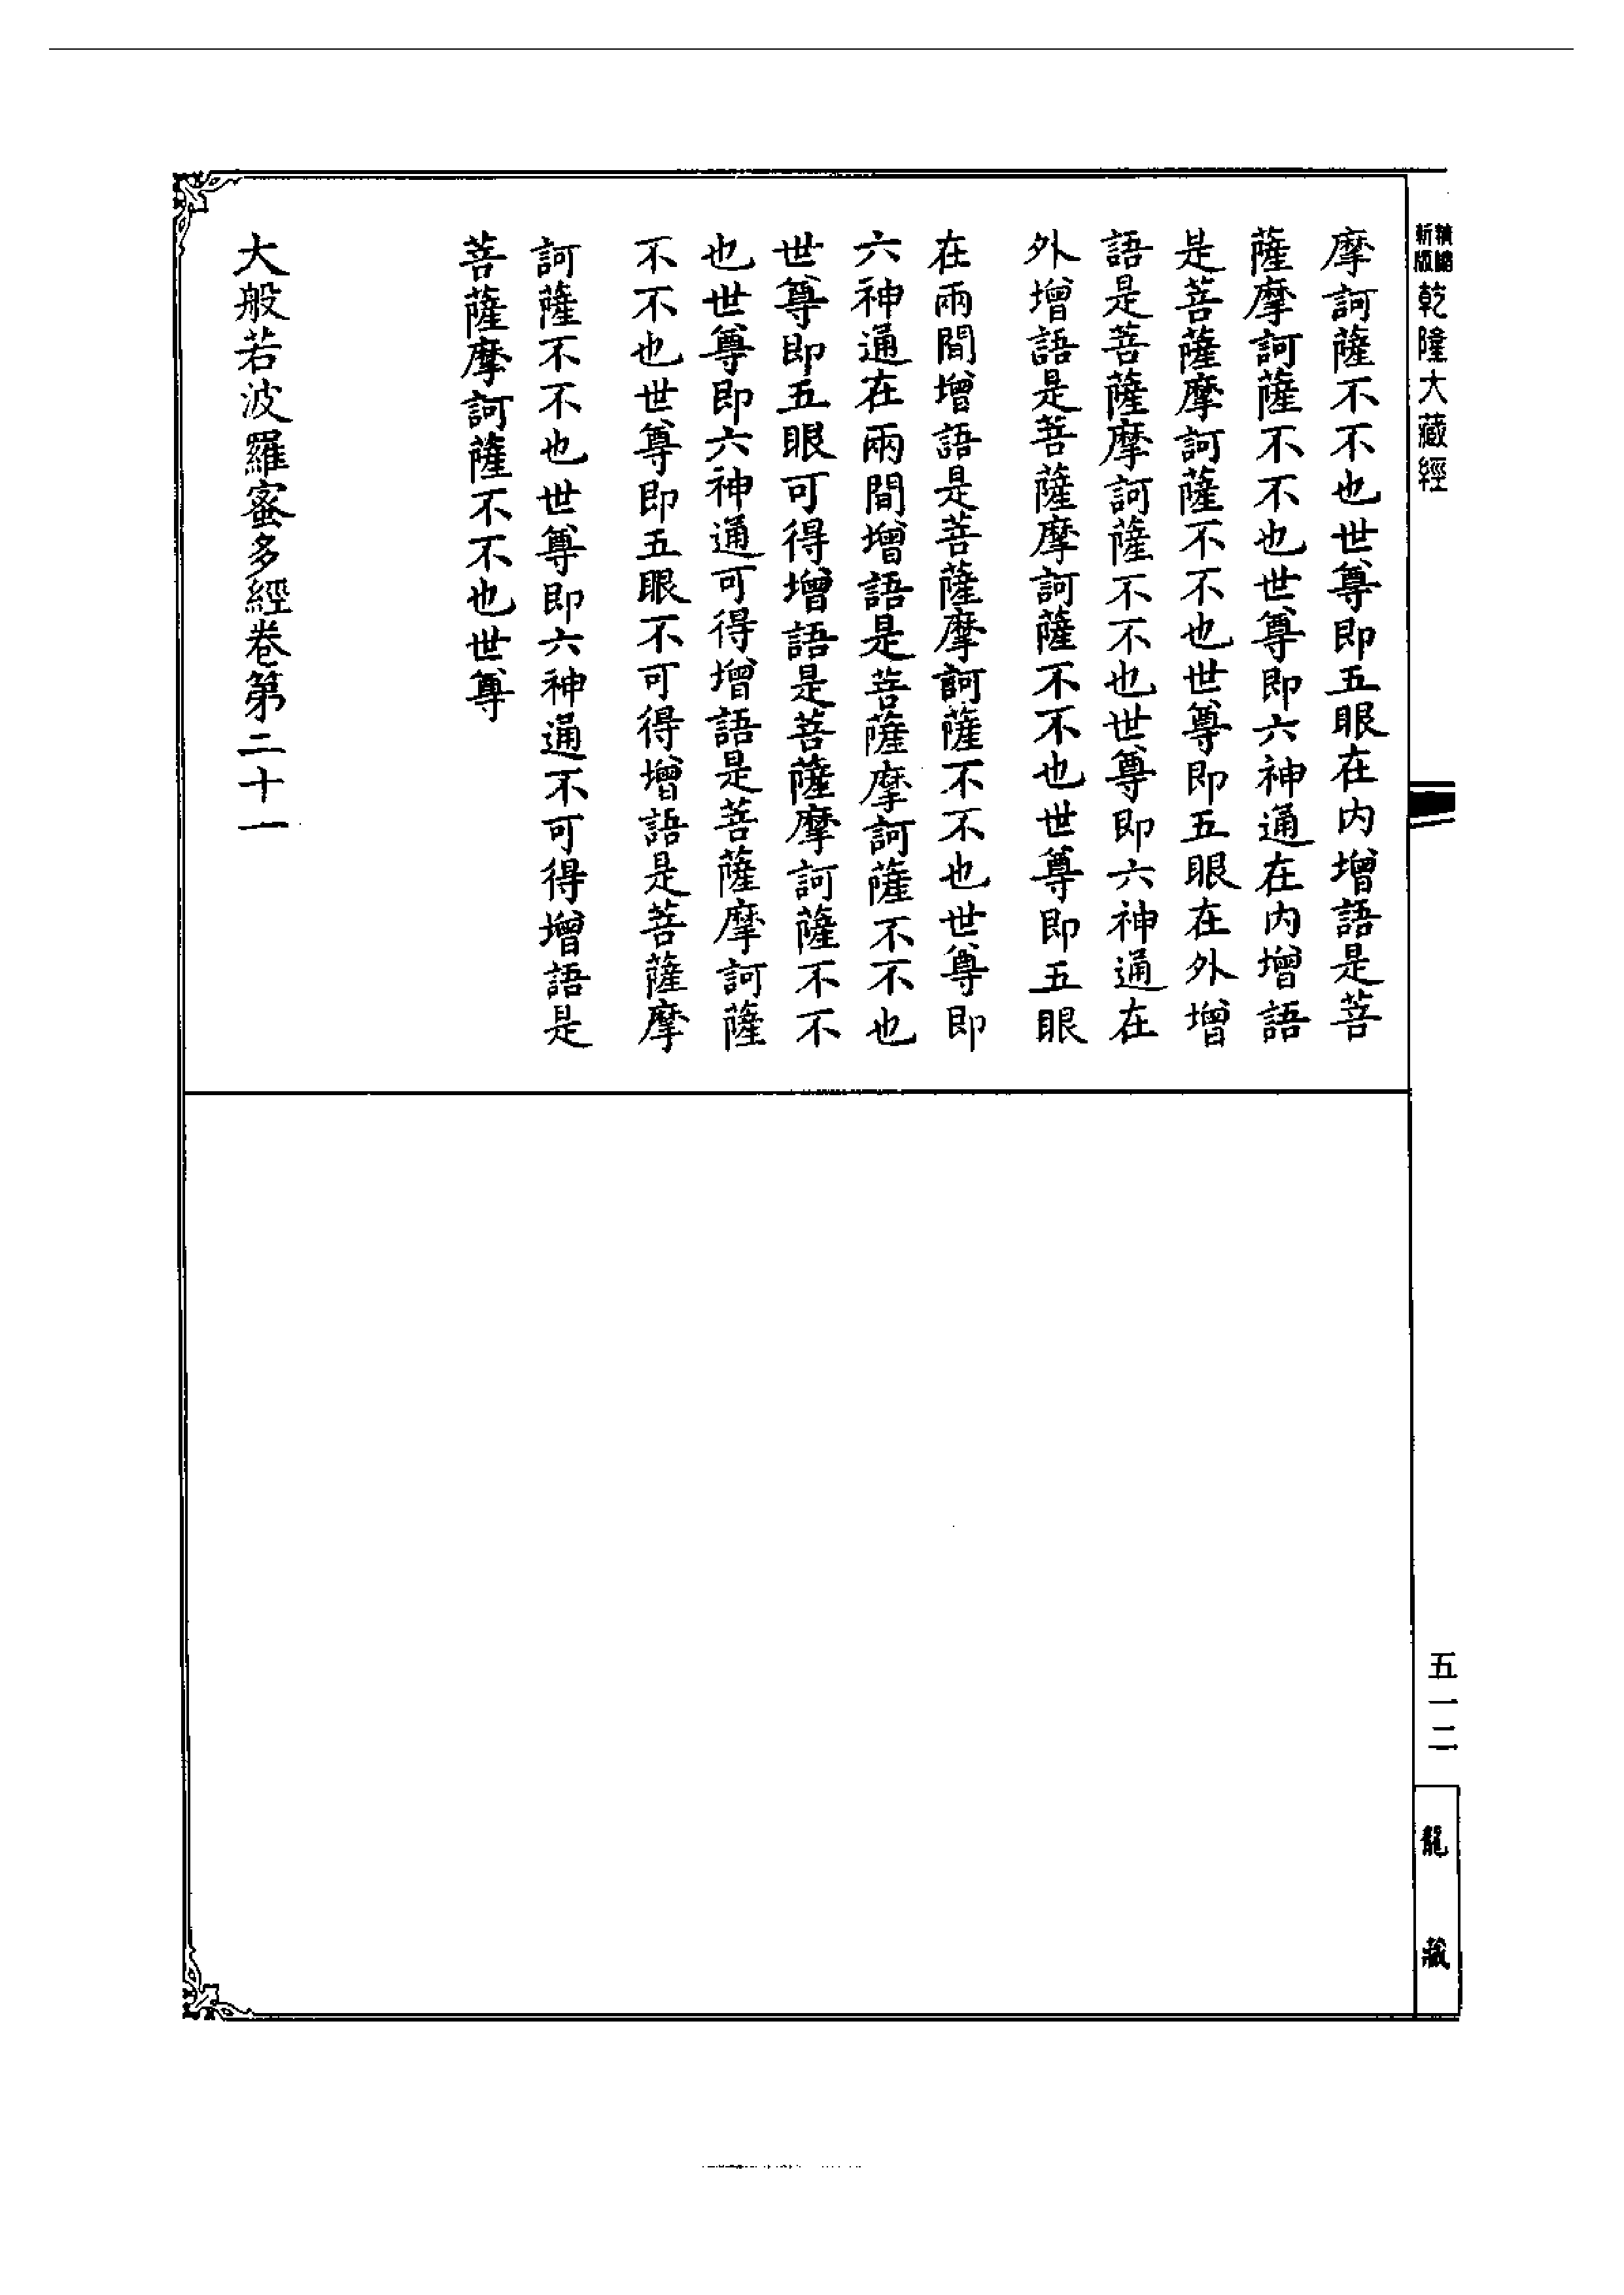 新版
精縮
乾隆大藏經
摩訶薩不不也世尊即五眼在內增語是菩
薩摩訶薩不不也世尊即六神通在內增語
是菩薩摩訶薩不不也世尊即五眼在外增
語是菩薩摩訶薩不不也世尊即六神通在
外增語是菩薩摩訶薩不不也世尊即五眼
在兩間增語是菩薩摩訶薩不不也世尊即
六神通在兩間增語是菩薩摩訶薩不不也
世尊即五眼可得增語是菩薩摩訶薩不不
也世尊即六神通可得增語是菩薩摩訶薩
不不也世尊即五眼不可得增語是菩薩摩
訶薩不不也世尊即六神通不可得增語是
菩薩摩訶薩不不也世尊
大般若波羅蜜多經卷第二十一
五一二
龍藏